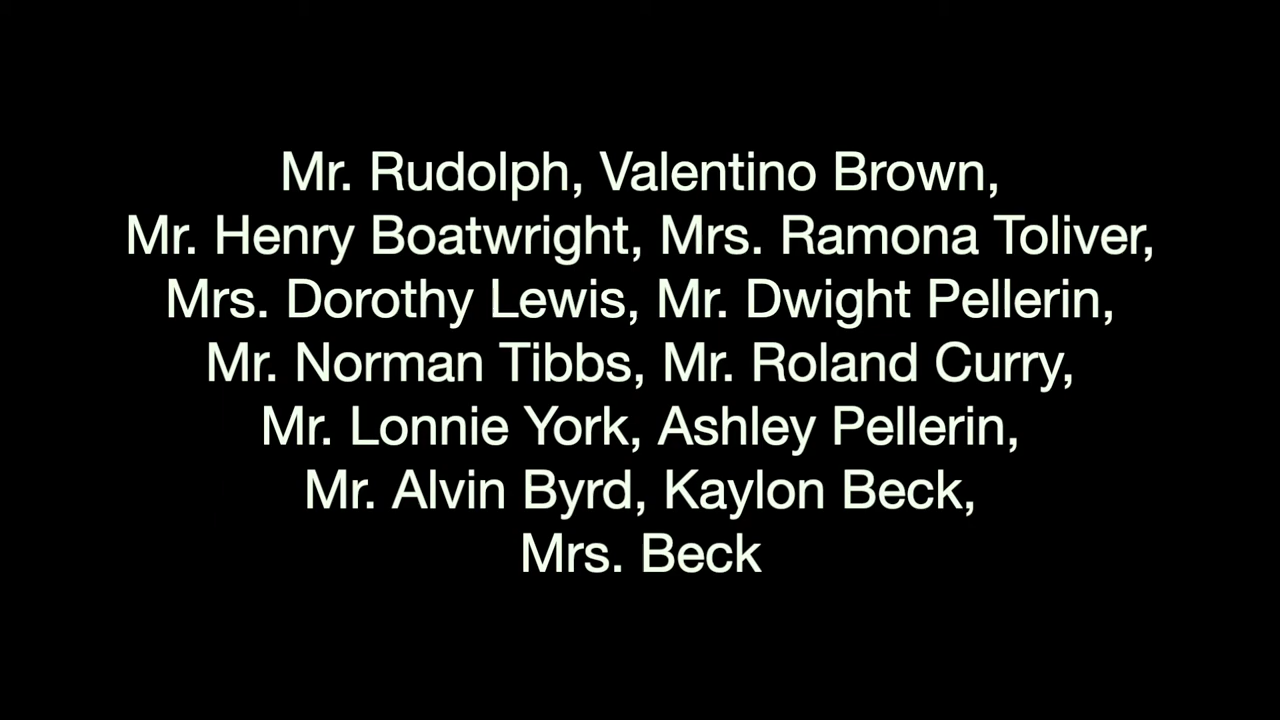 Mr. Rudolph, Valentino Brown,
Mr. Henry Boatwright, Mrs. Ramona Toliver,
Mrs. Dorothy Lewis, Mr. Dwight Pellerin,
Mr. Norman Tibbs, Mr. Roland Curry,
Mr. Lonnie York, Ashley Pellerin,
Mr. Alvin Byrd, Kaylon Beck,
Mrs. Beck